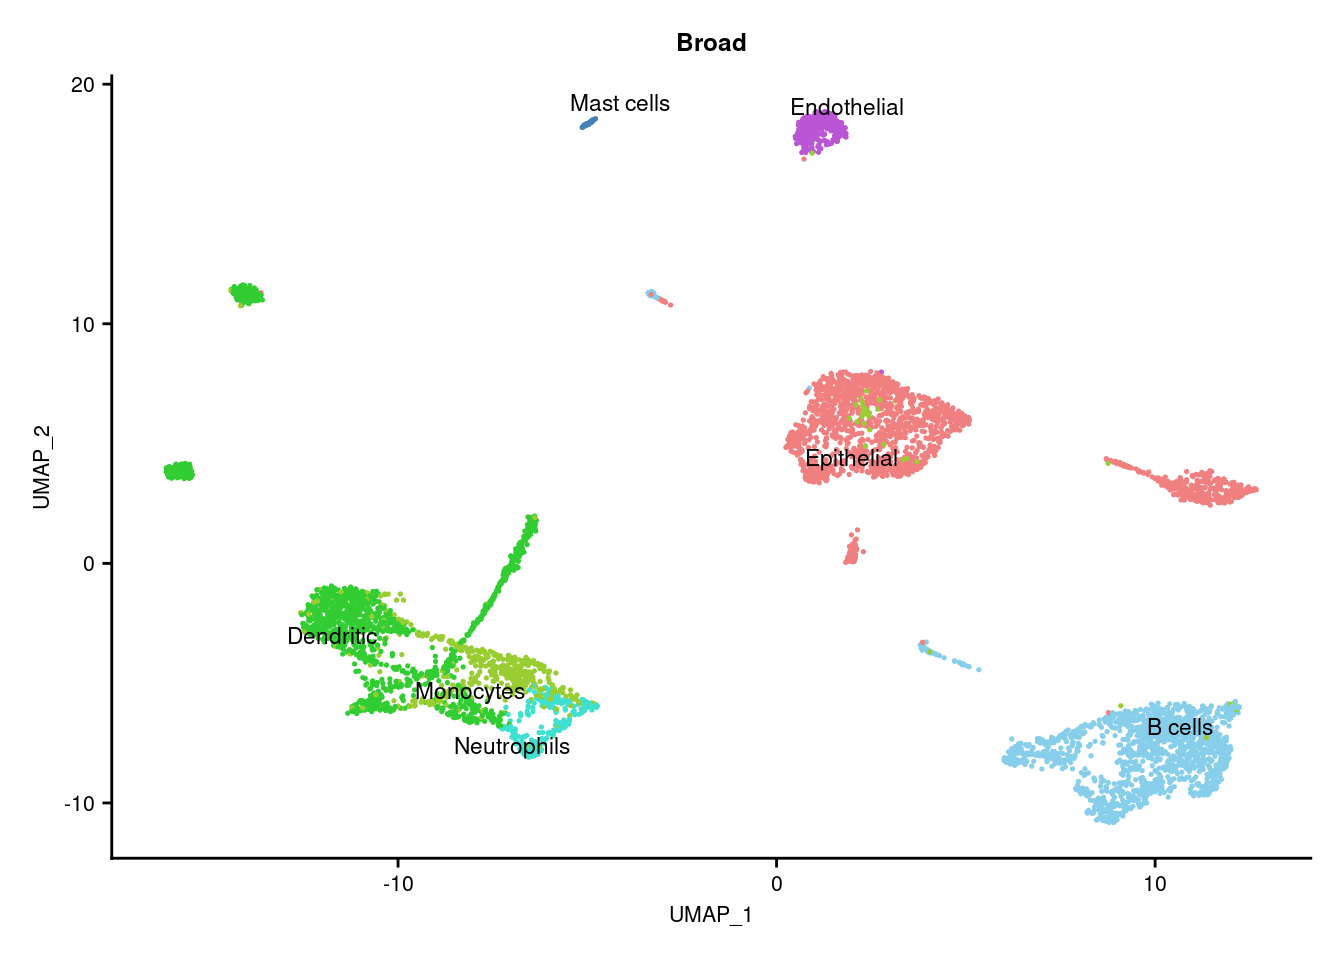 Broad
20
10
0
-10
UMAP_2
Mast cells
Endothelial
Epithelial
Dendritic
Monocytes
Neutrophils
B cells
-10
0
10
UMAP_1